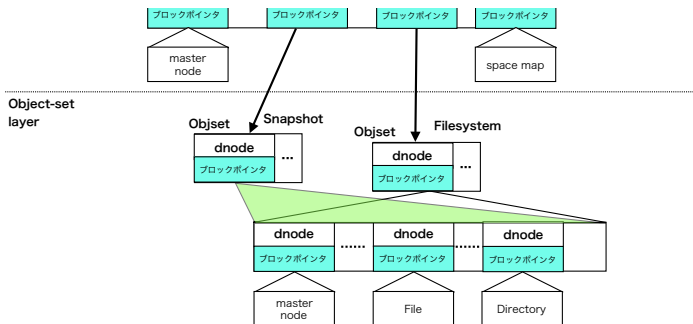 ブロックポインタ ブロックポインタ ブロックポインタ ブロックポインタ
master
node
space map
Object-set
layer
Objset Snapshot
Objset Filesystem
dnode ...
ブロックポインタ
dnode ...
ブロックポインタ
dnode ...... dnode ...... dnode
ブロックポインタ ブロックポインタ ブロックポインタ
master
node
File
Directory